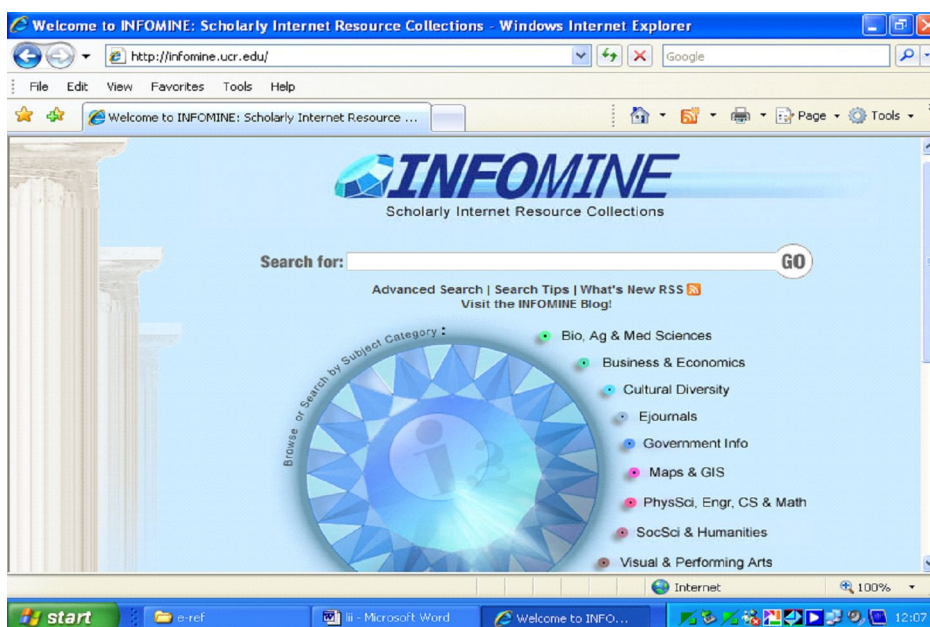 Welcome to INFOMINE: Scholarly Internet Resource Collections - Windows Internet Explorer
http://infomine.ucr.edu/
Google
File Edit View Favorites Tools Help
Welcome to INFOMINE: Scholarly Internet Resource ...
Page Tools
INFOMINE
Scholarly Internet Resource Collections
Search for: GO
Advanced Search | Search Tips | What's New RSS
Visit the INFOMINE Blog!
Browse or Search by Subject Category :
Bio, Ag & Med Sciences
Business & Economics
Cultural Diversity
Ejournals
Government Info
Maps & GIS
PhysSci, Engr, CS & Math
SocSci & Humanities
Visual & Performing Arts
Internet 100%
start e-ref lii - Microsoft Word Welcome to INFO... 12:07